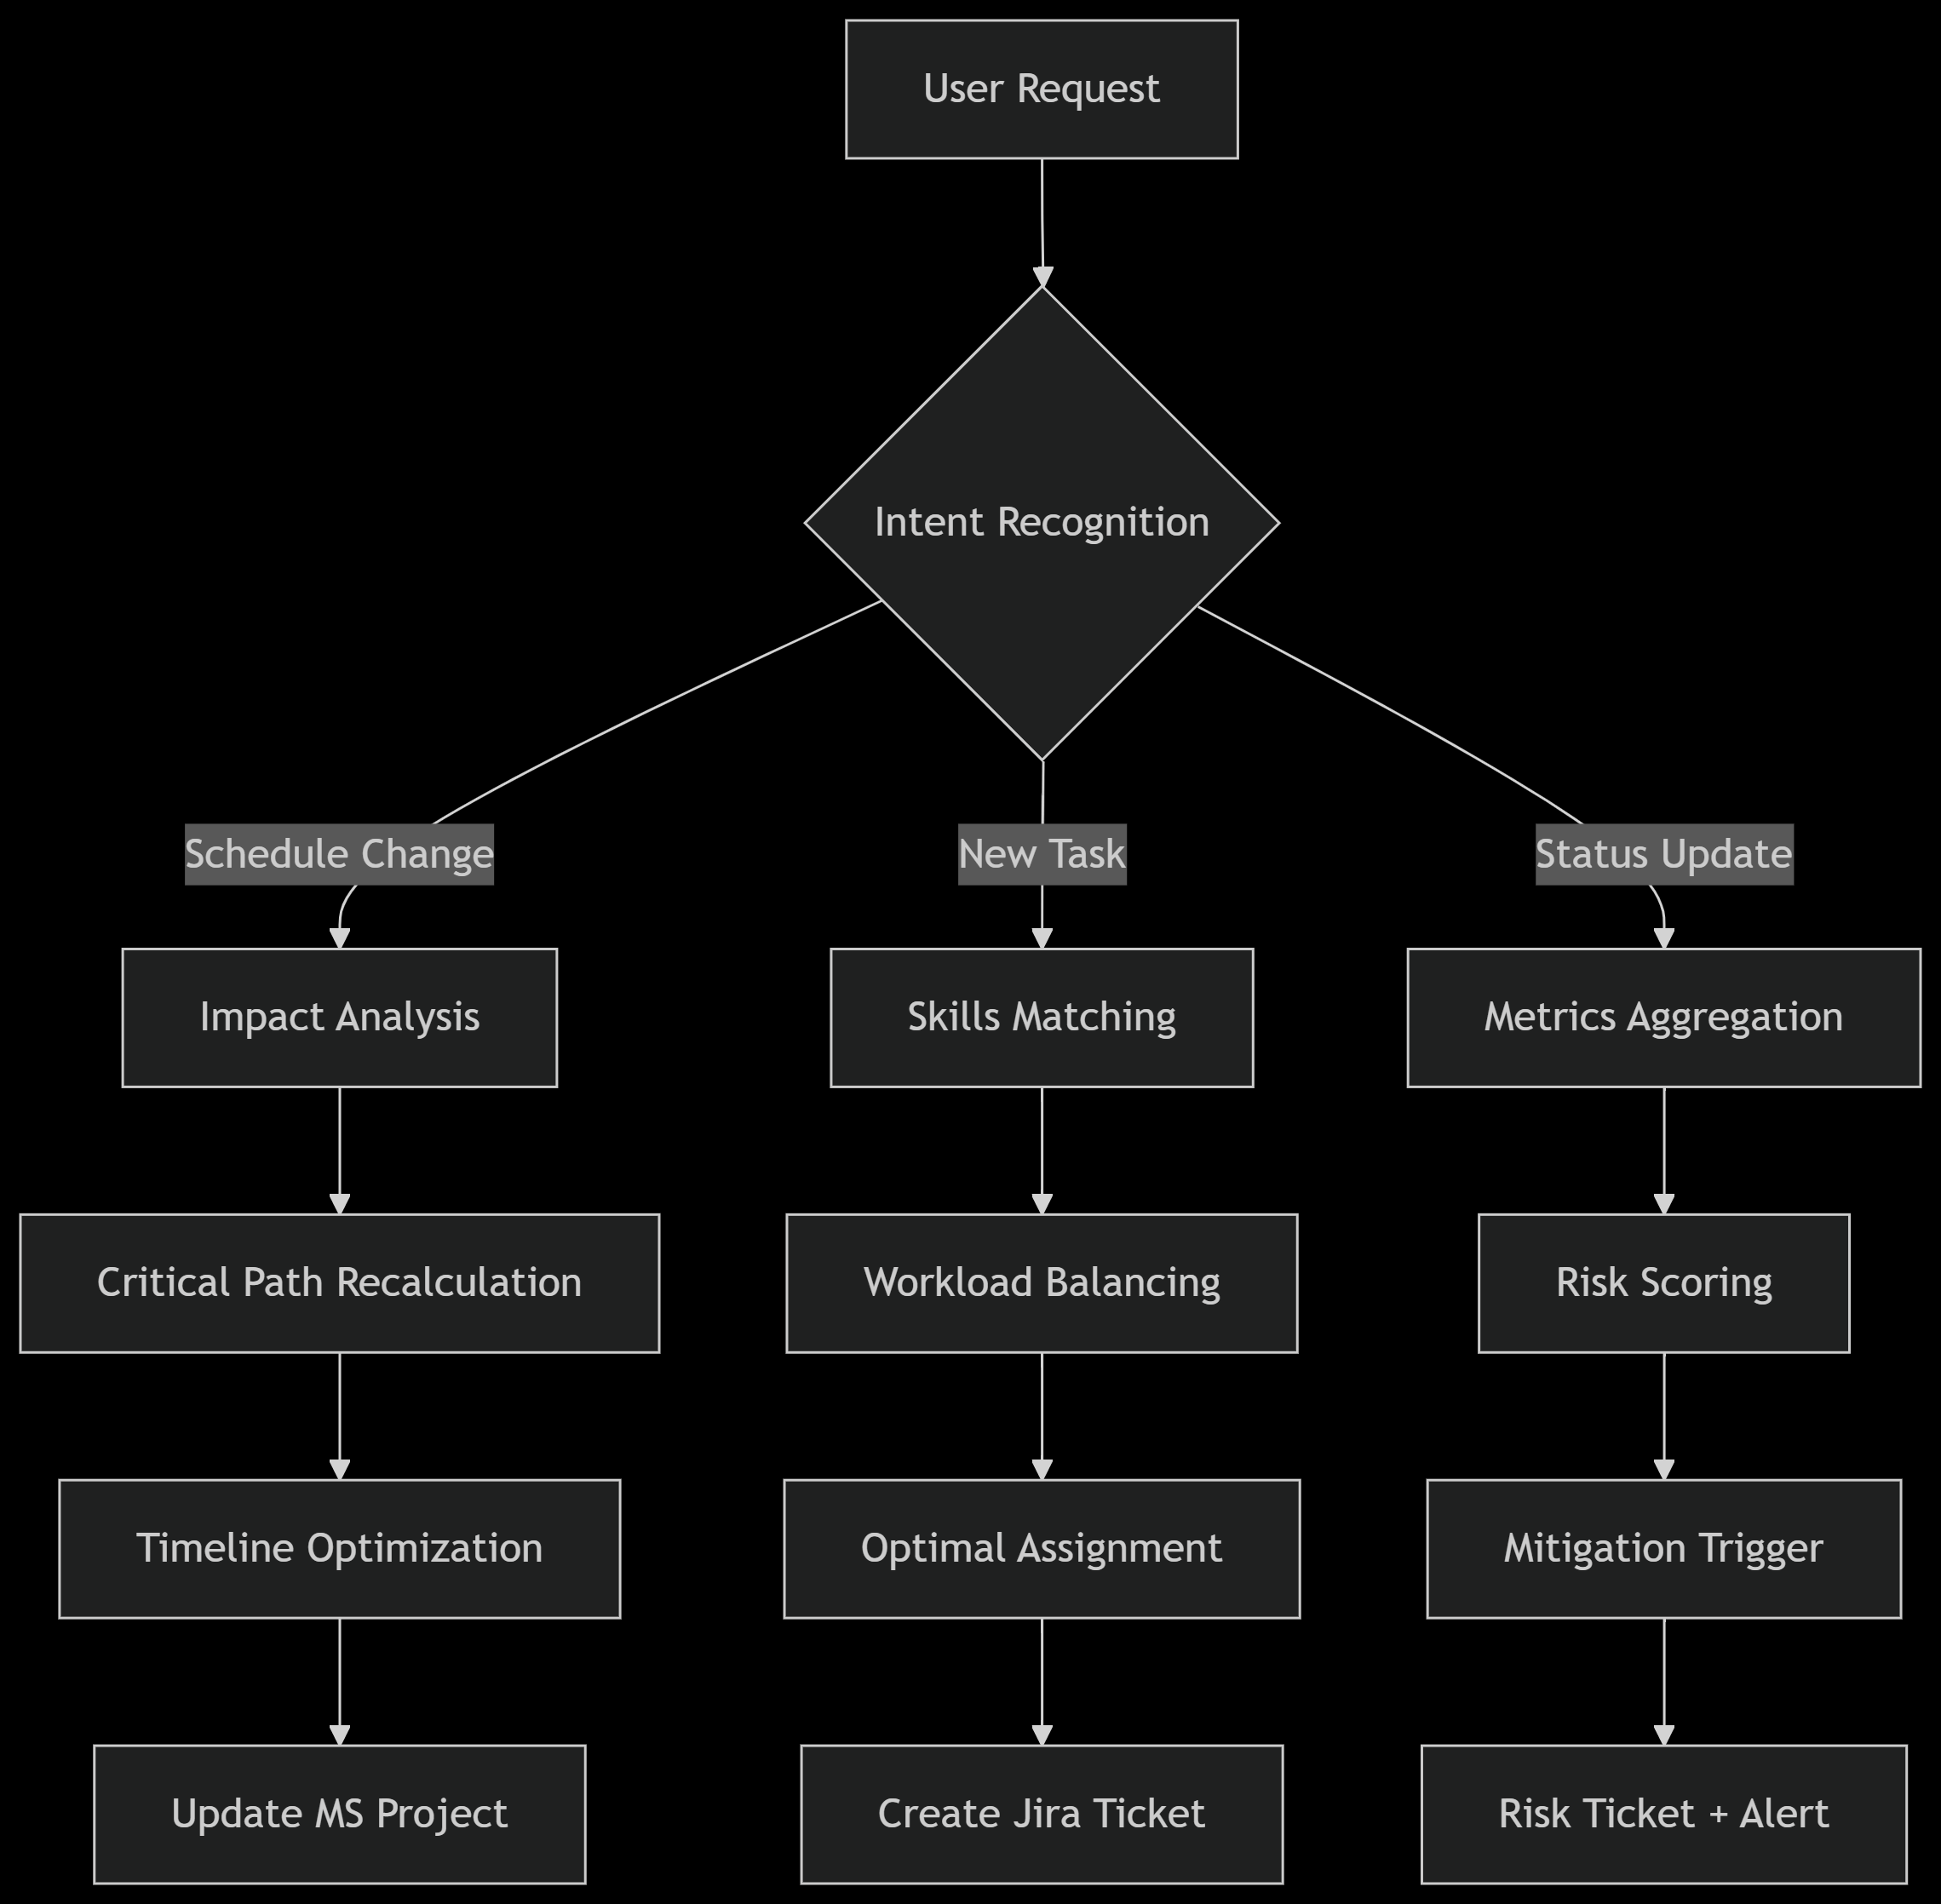 User Request
Intent Recognition
Schedule Change
New Task
Status Update
Impact Analysis
Skills Matching
Metrics Aggregation
Critical Path Recalculation
Workload Balancing
Risk Scoring
Timeline Optimization
Optimal Assignment
Mitigation Trigger
Update MS Project
Create Jira Ticket
Risk Ticket + Alert